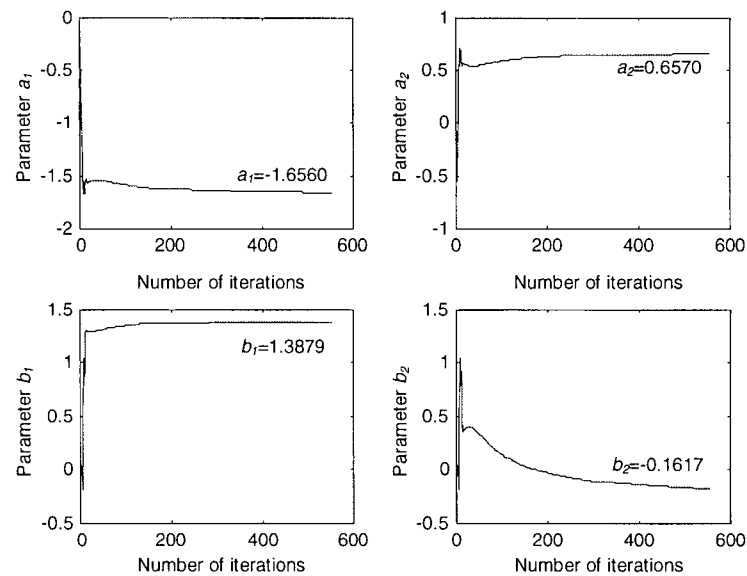 0
-0.5
-1
-1.5
-2
Parameter a1
a1=-1.6560
0 200 400 600
Number of iterations
1
0.5
0
-0.5
1
Parameter a2
a2=0.6570
0 200 400 600
Number of iterations
1.5
1
0.5
0
-0.5
Parameter b1
b1=1.3879
0 200 400 600
Number of iterations
1.5
1
0.5
0
-0.5
Parameter b2
b2=-0.1617
0 200 400 600
Number of iterations